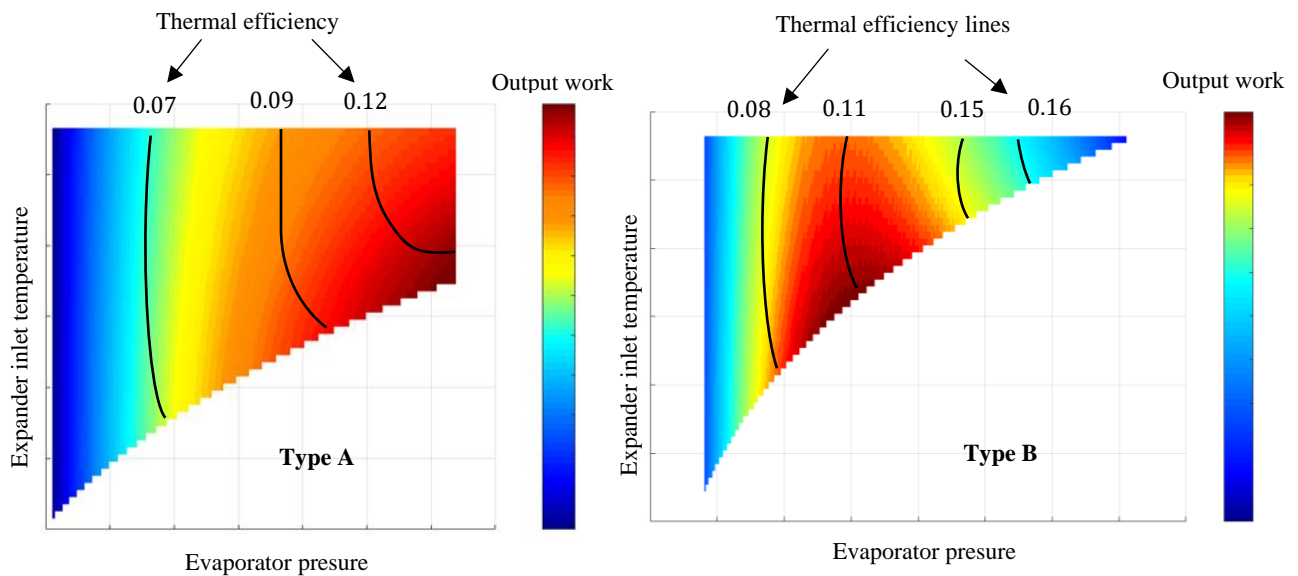 Thermal efficiency
Output work
0.07
0.09
0.12
Expander inlet temperature
Type A
Evaporator presure
Thermal efficiency lines
Output work
0.08
0.11
0.15
0.16
Expander inlet temperature
Type B
Evaporator presure